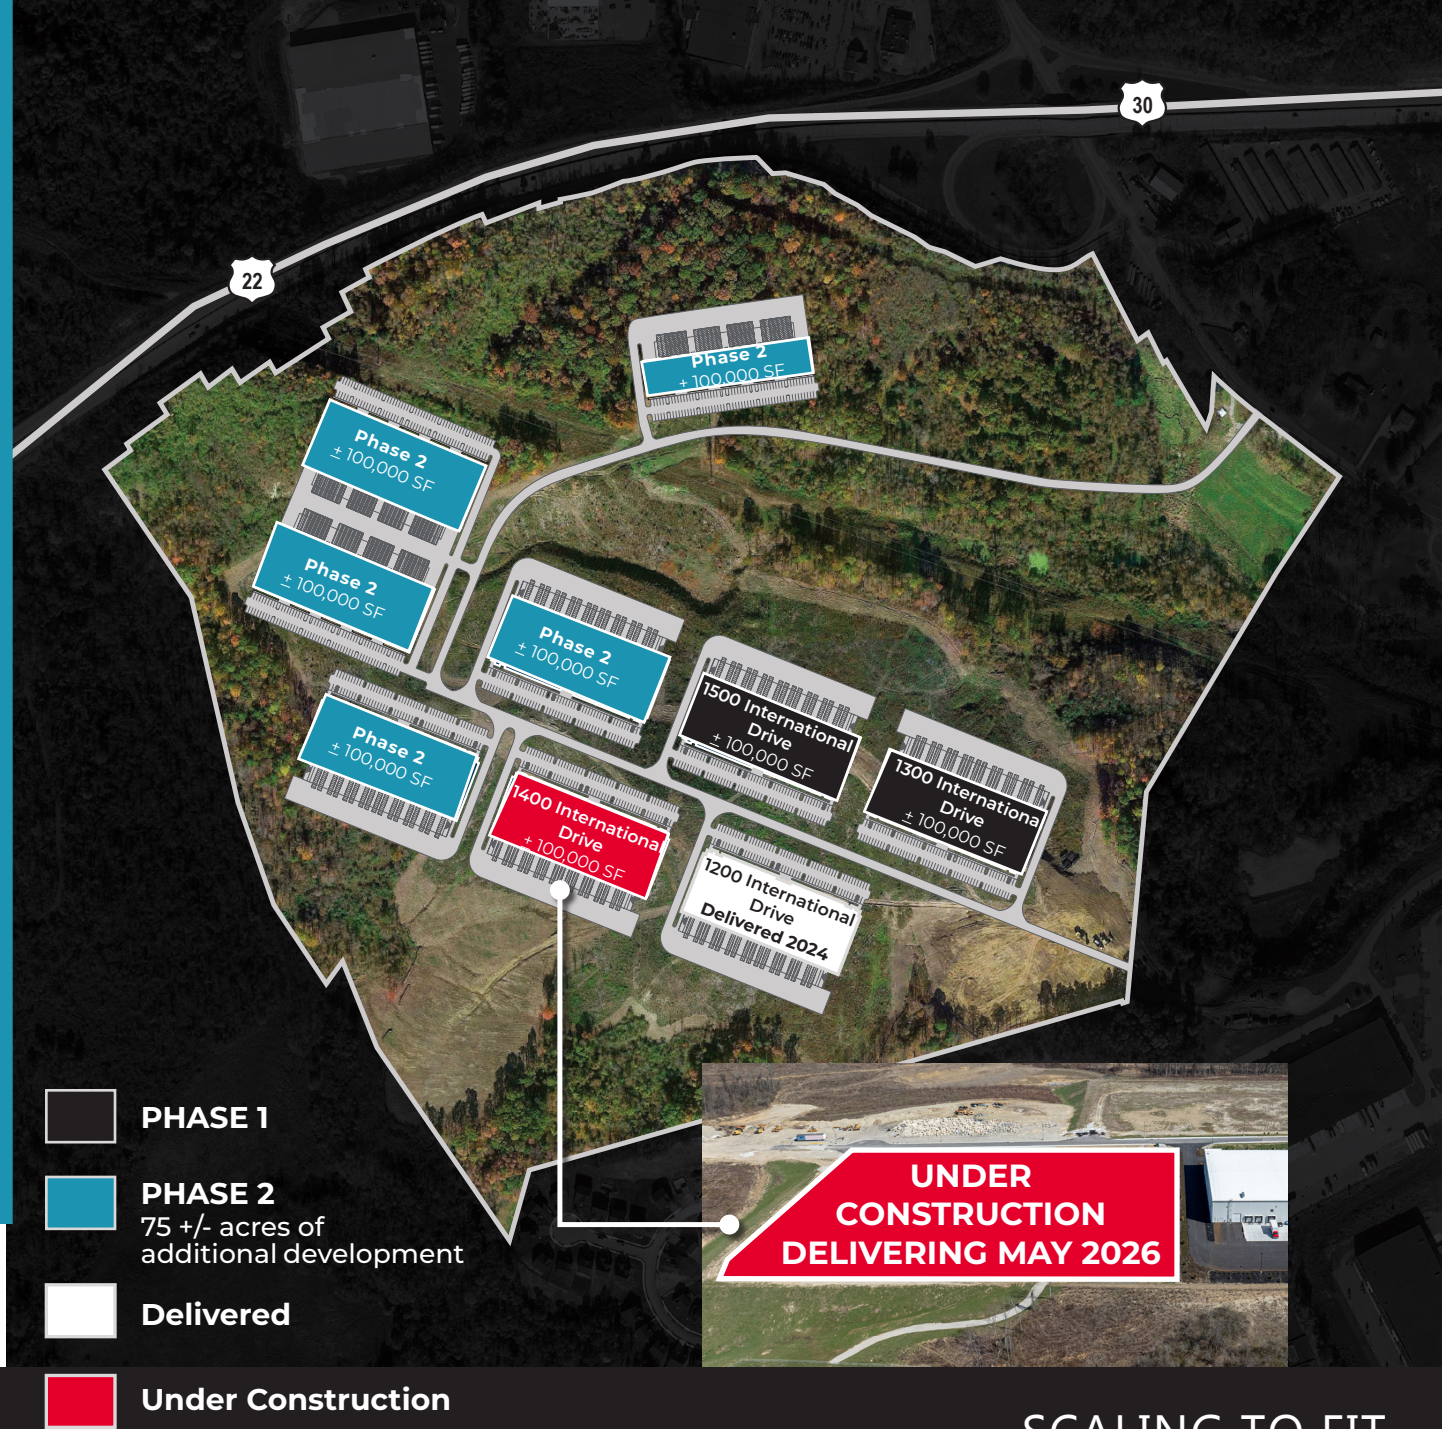 30
22
Phase 2
± 100,000 SF
Phase 2
± 100,000 SF
Phase 2
± 100,000 SF
Phase 2
± 100,000 SF
1500 International
Drive
± 100,000 SF
1300 International
Drive
± 100,000 SF
Phase 2
± 100,000 SF
1400 International
Drive
± 100,000 SF
1200 International
Drive
Delivered 2024
PHASE 1
PHASE 2
75 +/- acres of
additional development
Delivered
Under Construction
UNDER
CONSTRUCTION
DELIVERING MAY 2026
SCALING TO FIT